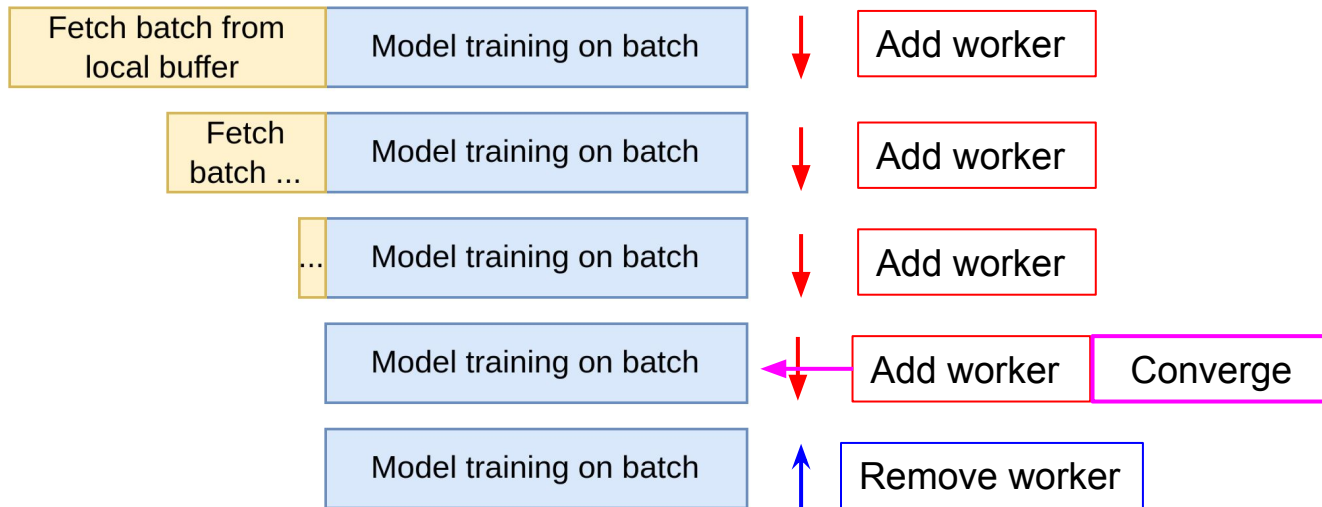 Fetch batch from
local buffer
Model training on batch
Add worker
Fetch
batch ...
Model training on batch
Add worker
...
Model training on batch
Add worker
Model training on batch
Add worker
Converge
Model training on batch
Remove worker